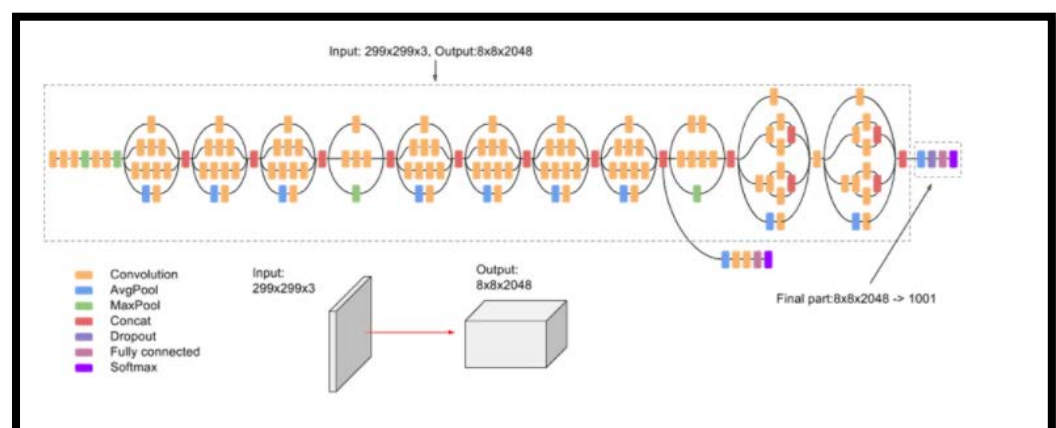 Input: 299x299x3, Output:8x8x2048
Convolution
AvgPool
MaxPool
Concat
Dropout
Fully connected
Softmax
Input:
299x299x3
Output:
8x8x2048
Final part:8x8x2048 -> 1001